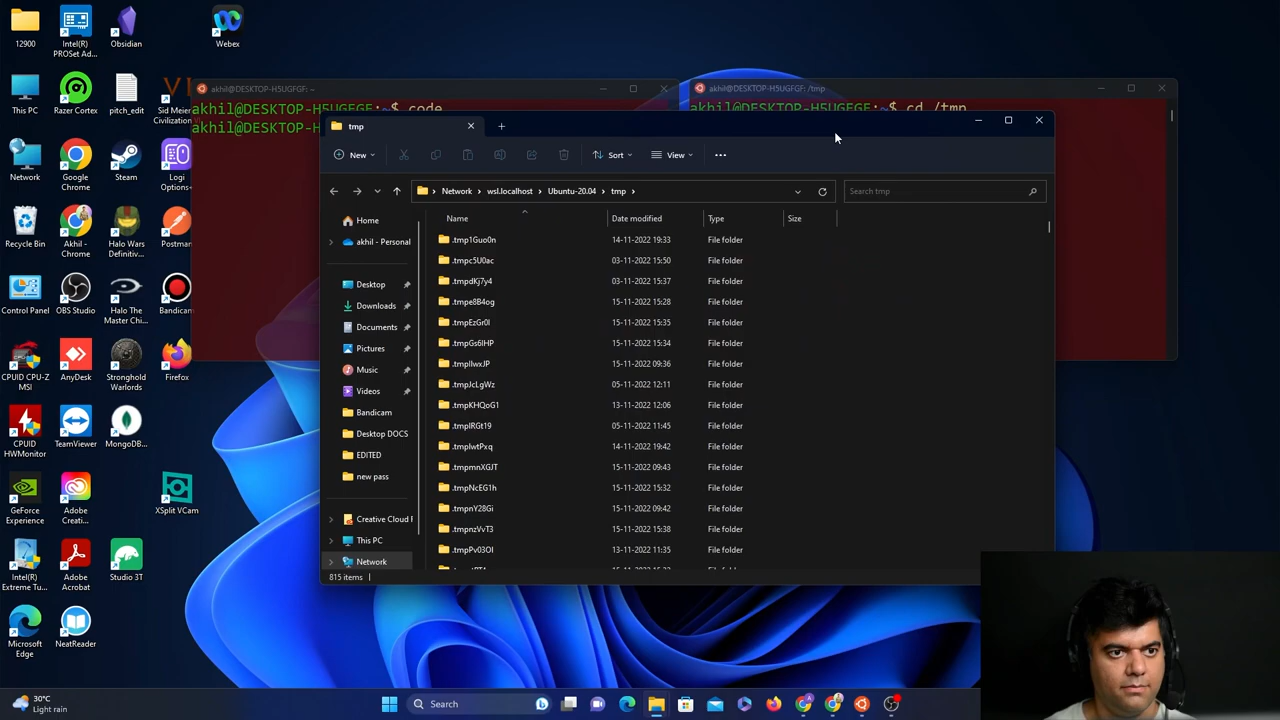 12900
Intel(R)
PROSet Ad...
Obsidian
Webex
This PC
Razer Cortex
pitch_edit
Sid Meier'
Civilization
Network
Google
Chrome
Steam
Logi
Options+
Recycle Bin
Akhil -
Chrome
Halo Wars
Definitiv...
Postman
Control Panel
OBS Studio
Halo The
Master Chi...
Bandicam
CPUID CPU-Z
MSI
AnyDesk
Stronghold
Warlords
Firefox
CPUID
HWMonitor
TeamViewer
MongoDB...
GeForce
Experience
Adobe
Creati...
XSplit VCam
Intel(R)
Extreme Tu...
Adobe
Acrobat
Studio 3T
Microsoft
Edge
NeatReader
akhil@DESKTOP-H5UGFGF: ~
akhil@DESKTOP-H5UGFGF:~$ code
akhil@DESKTOP-H
akhil@DESKTOP-H5UGFGF: /tmp
akhil@DESKTOP-H5UGFGF:~$ cd /tmp
tmp
New
Sort
View
Network
wsl.localhost
Ubuntu-20.04
tmp
Search tmp
Home
akhil - Personal
Desktop
Downloads
Documents
Pictures
Music
Videos
Bandicam
Desktop DOCS
EDITED
new pass
Creative Cloud F
This PC
Network
Name Date modified Type Size
.tmp1Guo0n 14-11-2022 19:33 File folder
.tmpc5U0ac 03-11-2022 15:50 File folder
.tmpdKj7y4 03-11-2022 15:37 File folder
.tmpe8B4og 15-11-2022 15:28 File folder
.tmpEzGr0l 15-11-2022 15:35 File folder
.tmpGs6IHP 15-11-2022 15:34 File folder
.tmpIlwxJP 15-11-2022 09:36 File folder
.tmpJcLgWz 05-11-2022 12:11 File folder
.tmpKHQoG1 13-11-2022 12:06 File folder
.tmplRGt19 05-11-2022 11:45 File folder
.tmplwtPxq 14-11-2022 19:42 File folder
.tmpmnXGJT 15-11-2022 09:43 File folder
.tmpNcEG1h 15-11-2022 15:32 File folder
.tmpnY28Gi 15-11-2022 09:42 File folder
.tmpnzVvT3 15-11-2022 15:38 File folder
.tmpPv03OI 13-11-2022 11:35 File folder
815 items
30°C
Light rain
Search